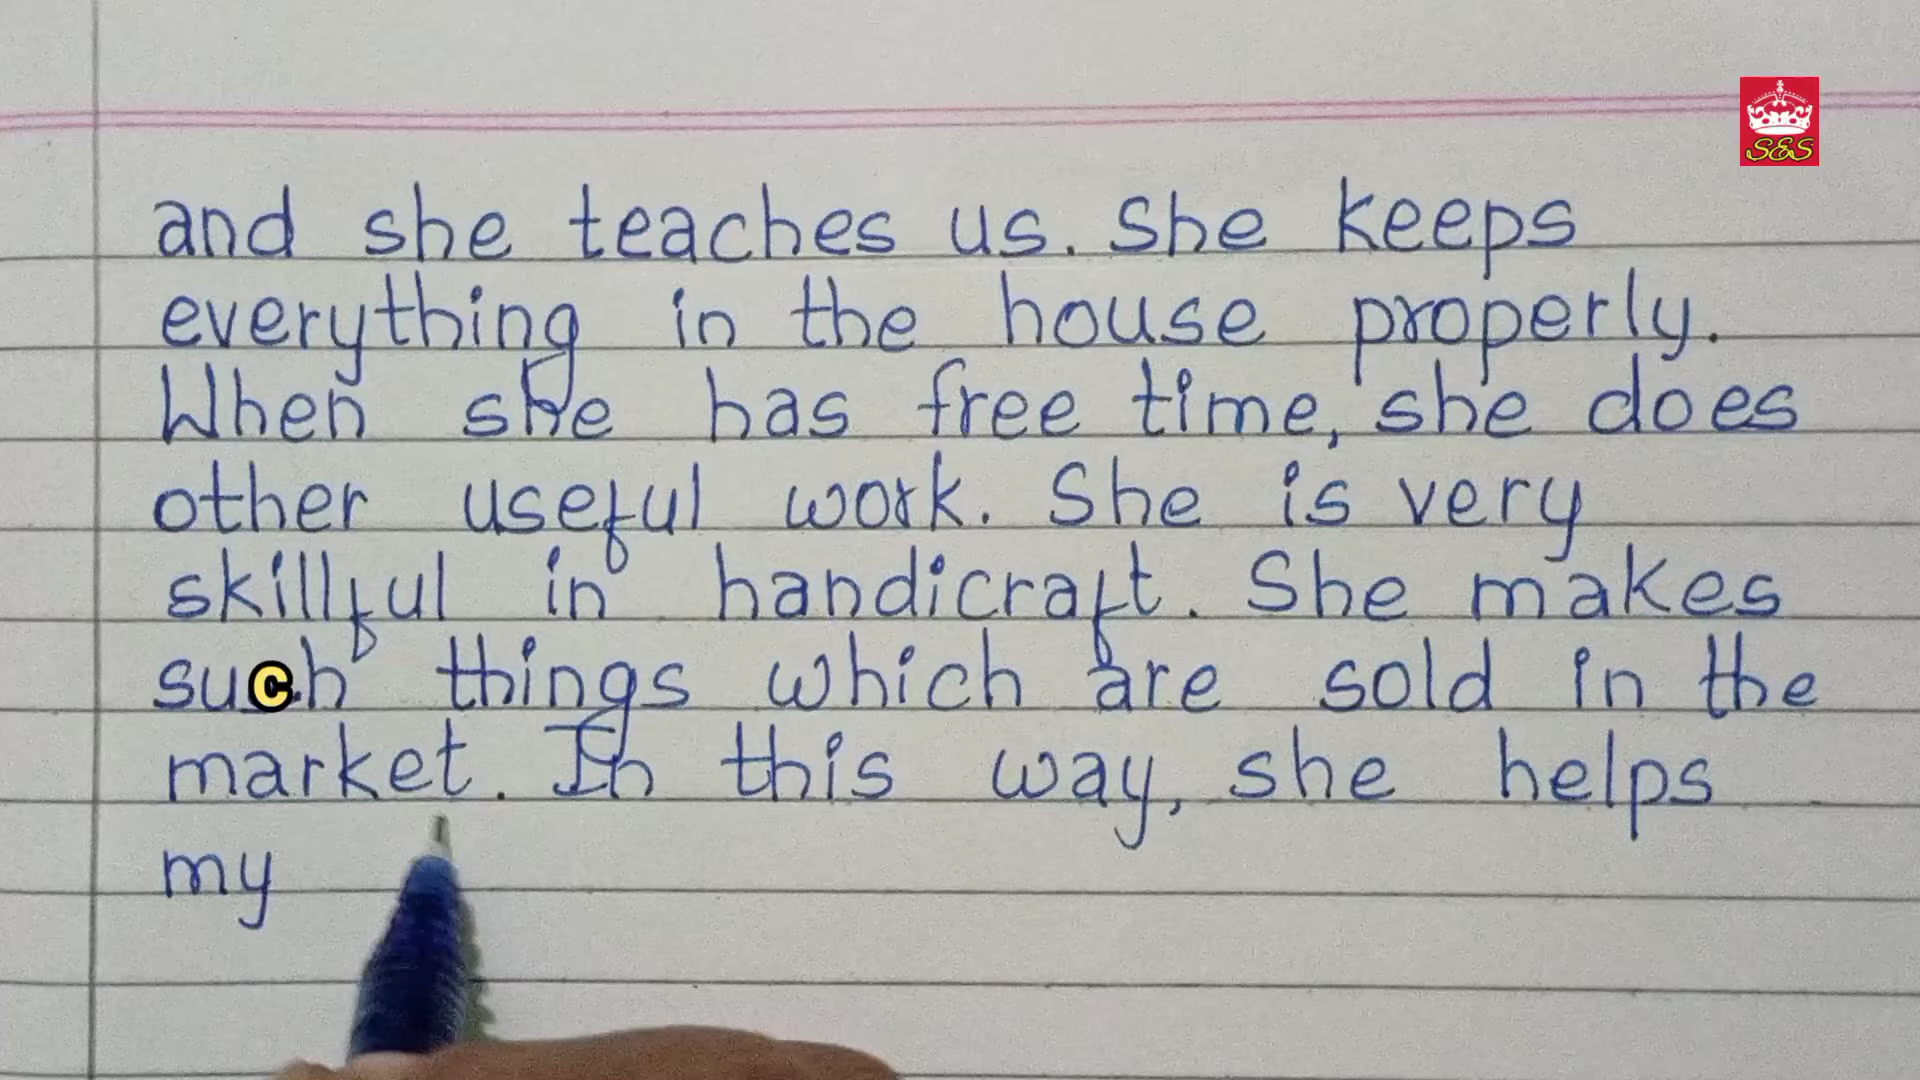 S&S
and she teaches us. She keeps
everything in the house properly.
When she has free time, she does
other useful work. She is very
skillful in handicraft. She makes
such things which are sold in the
market. In this way, she helps
my